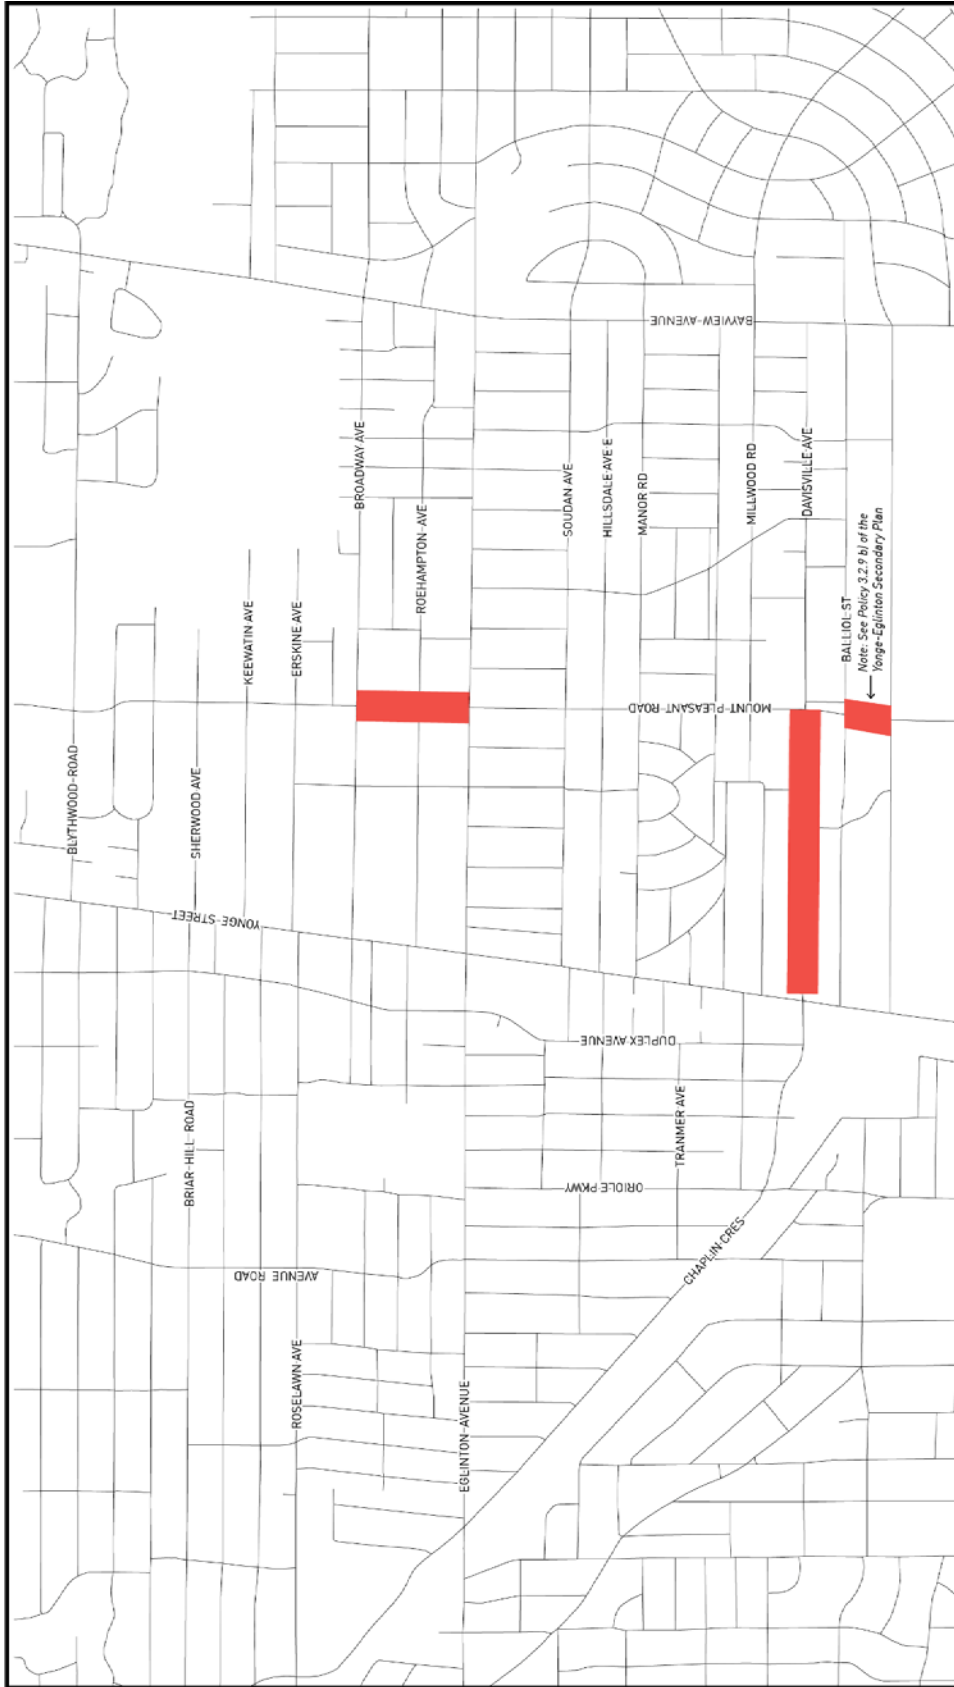 BAYVIEW AVENUE
BROADWAY AVE
ROEHAMPTON AVE
SOUDAN AVE
HILLSDALE AVE E
MANOR RD
MILLWOOD RD
DAVISVILLE AVE
BALLIOL ST
Note: See Policy 3.2.9 b) of the
Yonge-Eglinton Secondary Plan
KEEWATIN AVE
ERSKINE AVE
MOUNT PLEASANT ROAD
BLYTHWOOD ROAD
SHERWOOD AVE
YONGE STREET
DUPLEX AVENUE
TRANMER AVE
BRIAR HILL ROAD
ORIOLE PKWY
CHAPLIN CRES
AVENUE ROAD
ROSELAWN AVE
EGLINTON AVENUE